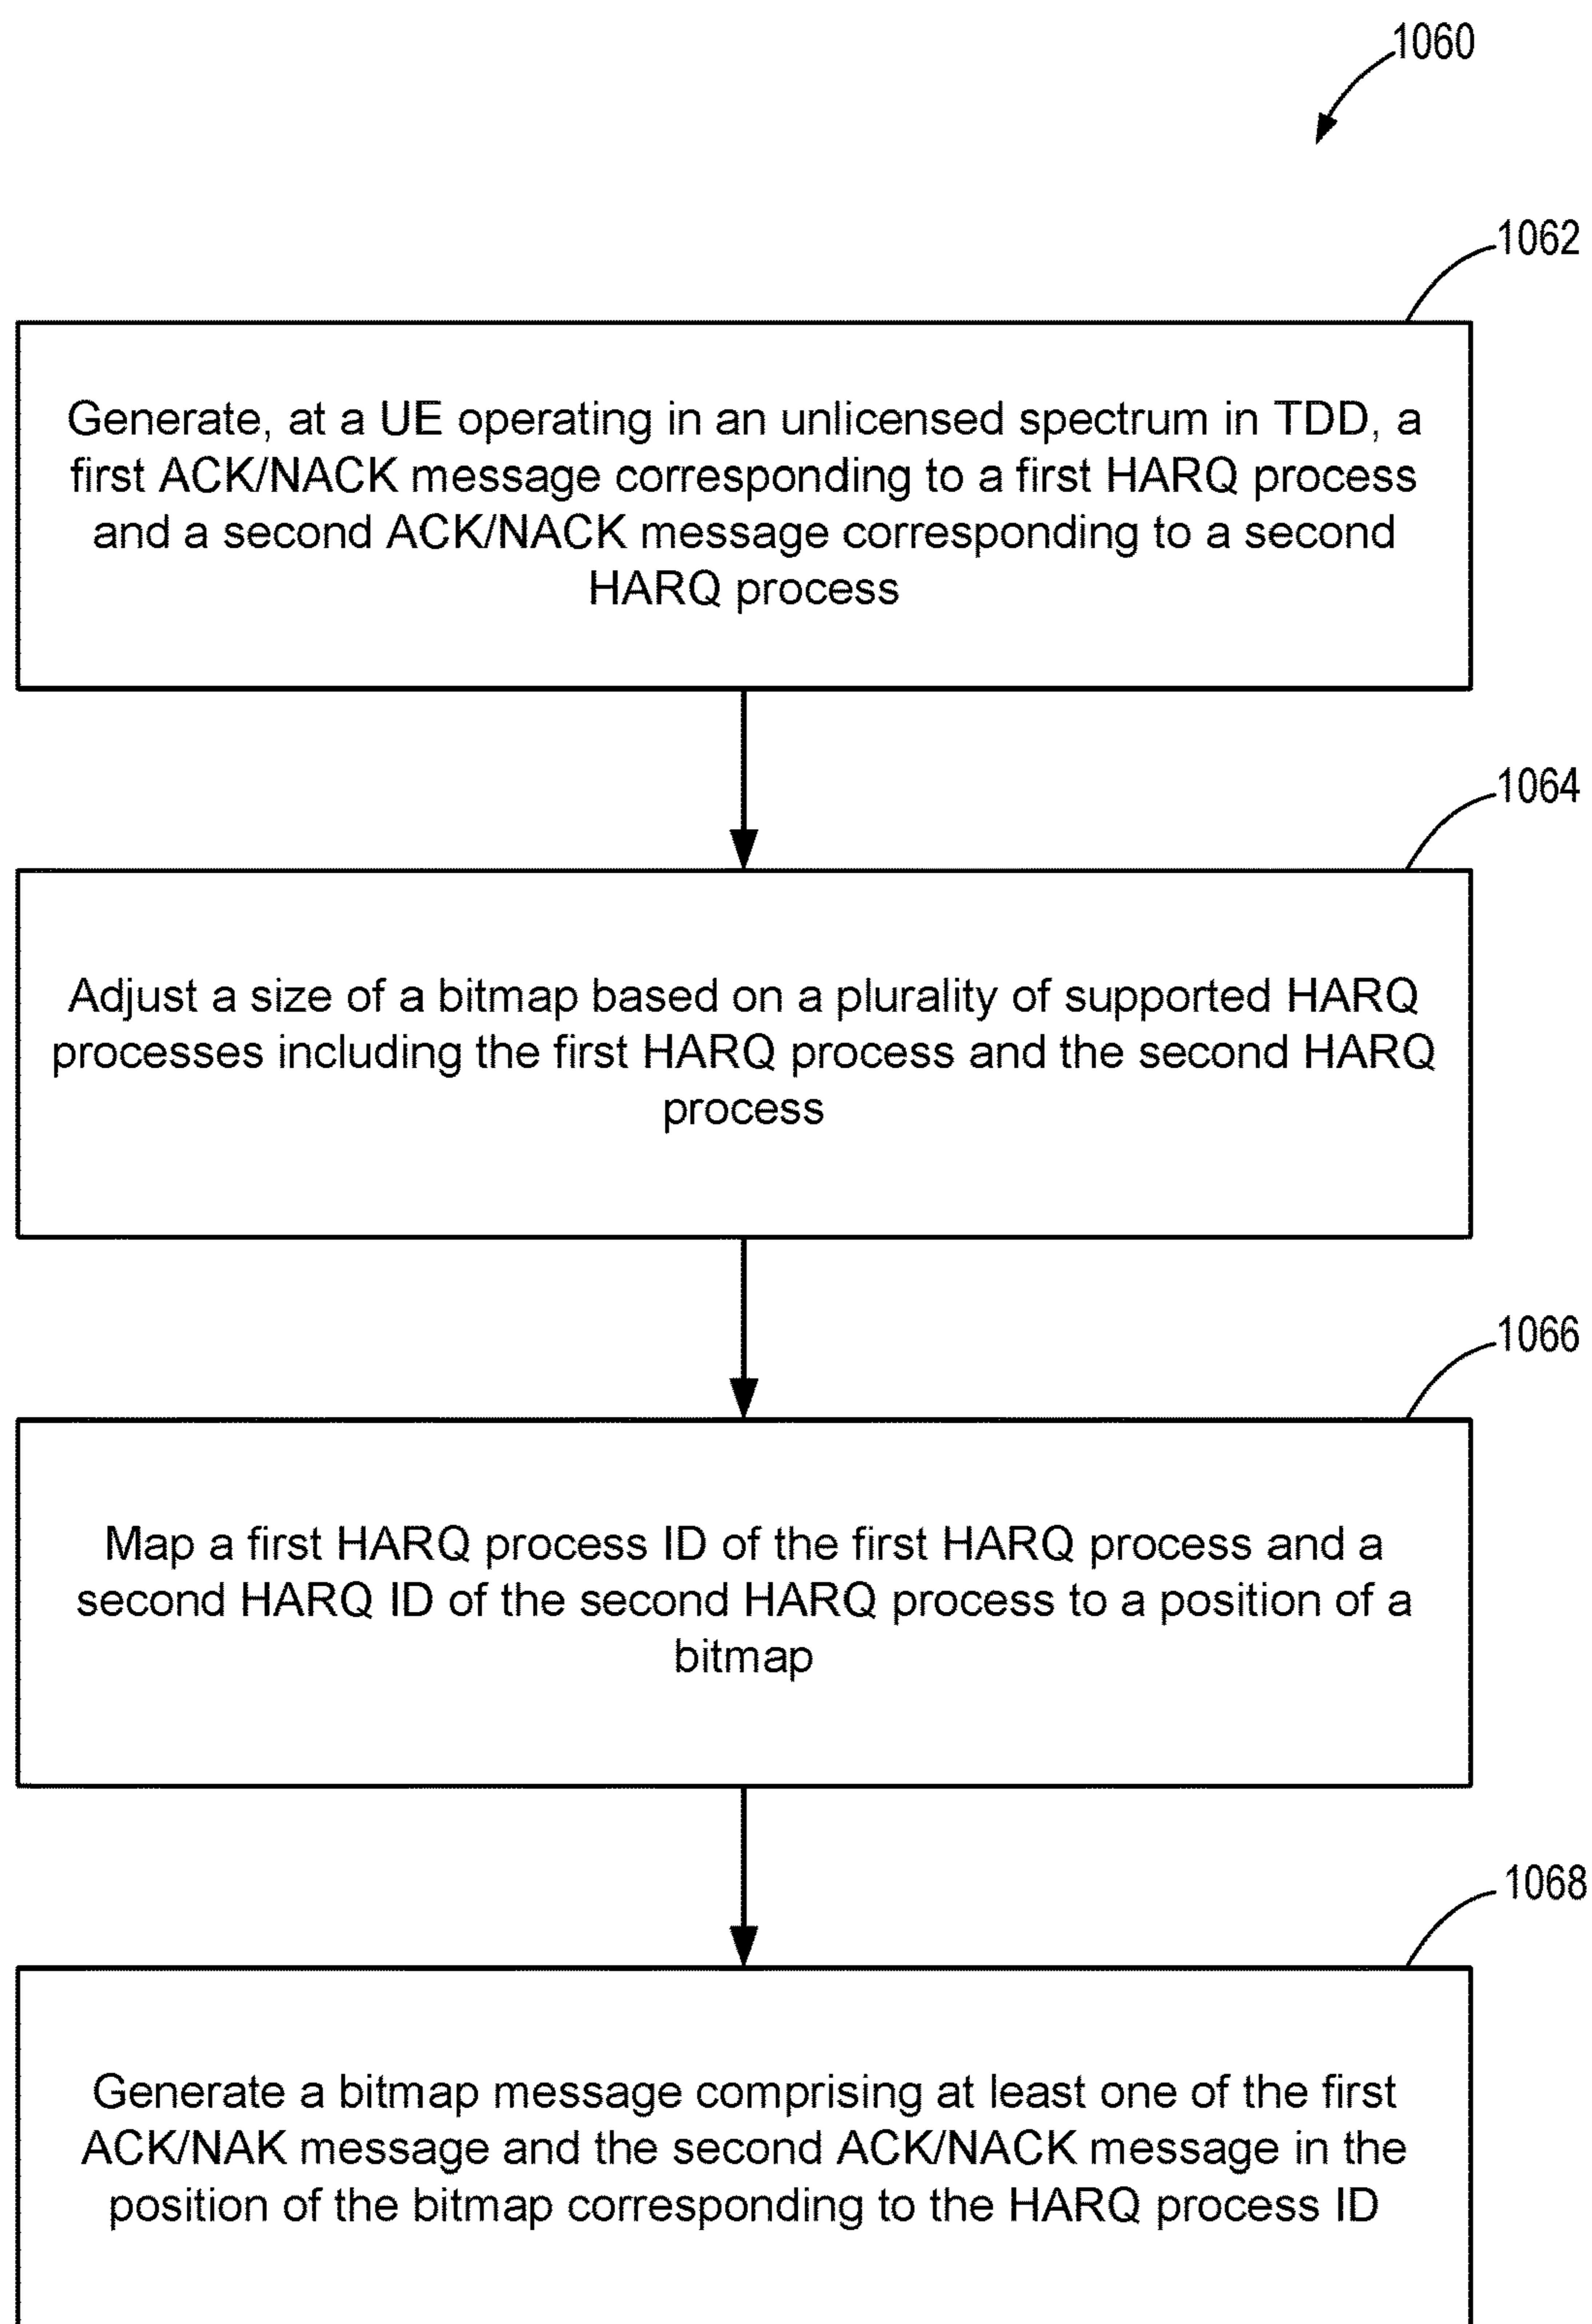 1060
1062
Generate, at a UE operating in an unlicensed spectrum in TDD, a
first ACK/NACK message corresponding to a first HARQ process
and a second ACK/NACK message corresponding to a second
HARQ process
1064
Adjust a size of a bitmap based on a plurality of supported HARQ
processes including the first HARQ process and the second HARQ
process
1066
Map a first HARQ process ID of the first HARQ process and a
second HARQ ID of the second HARQ process to a position of a
bitmap
1068
Generate a bitmap message comprising at least one of the first
ACK/NAK message and the second ACK/NACK message in the
position of the bitmap corresponding to the HARQ process ID